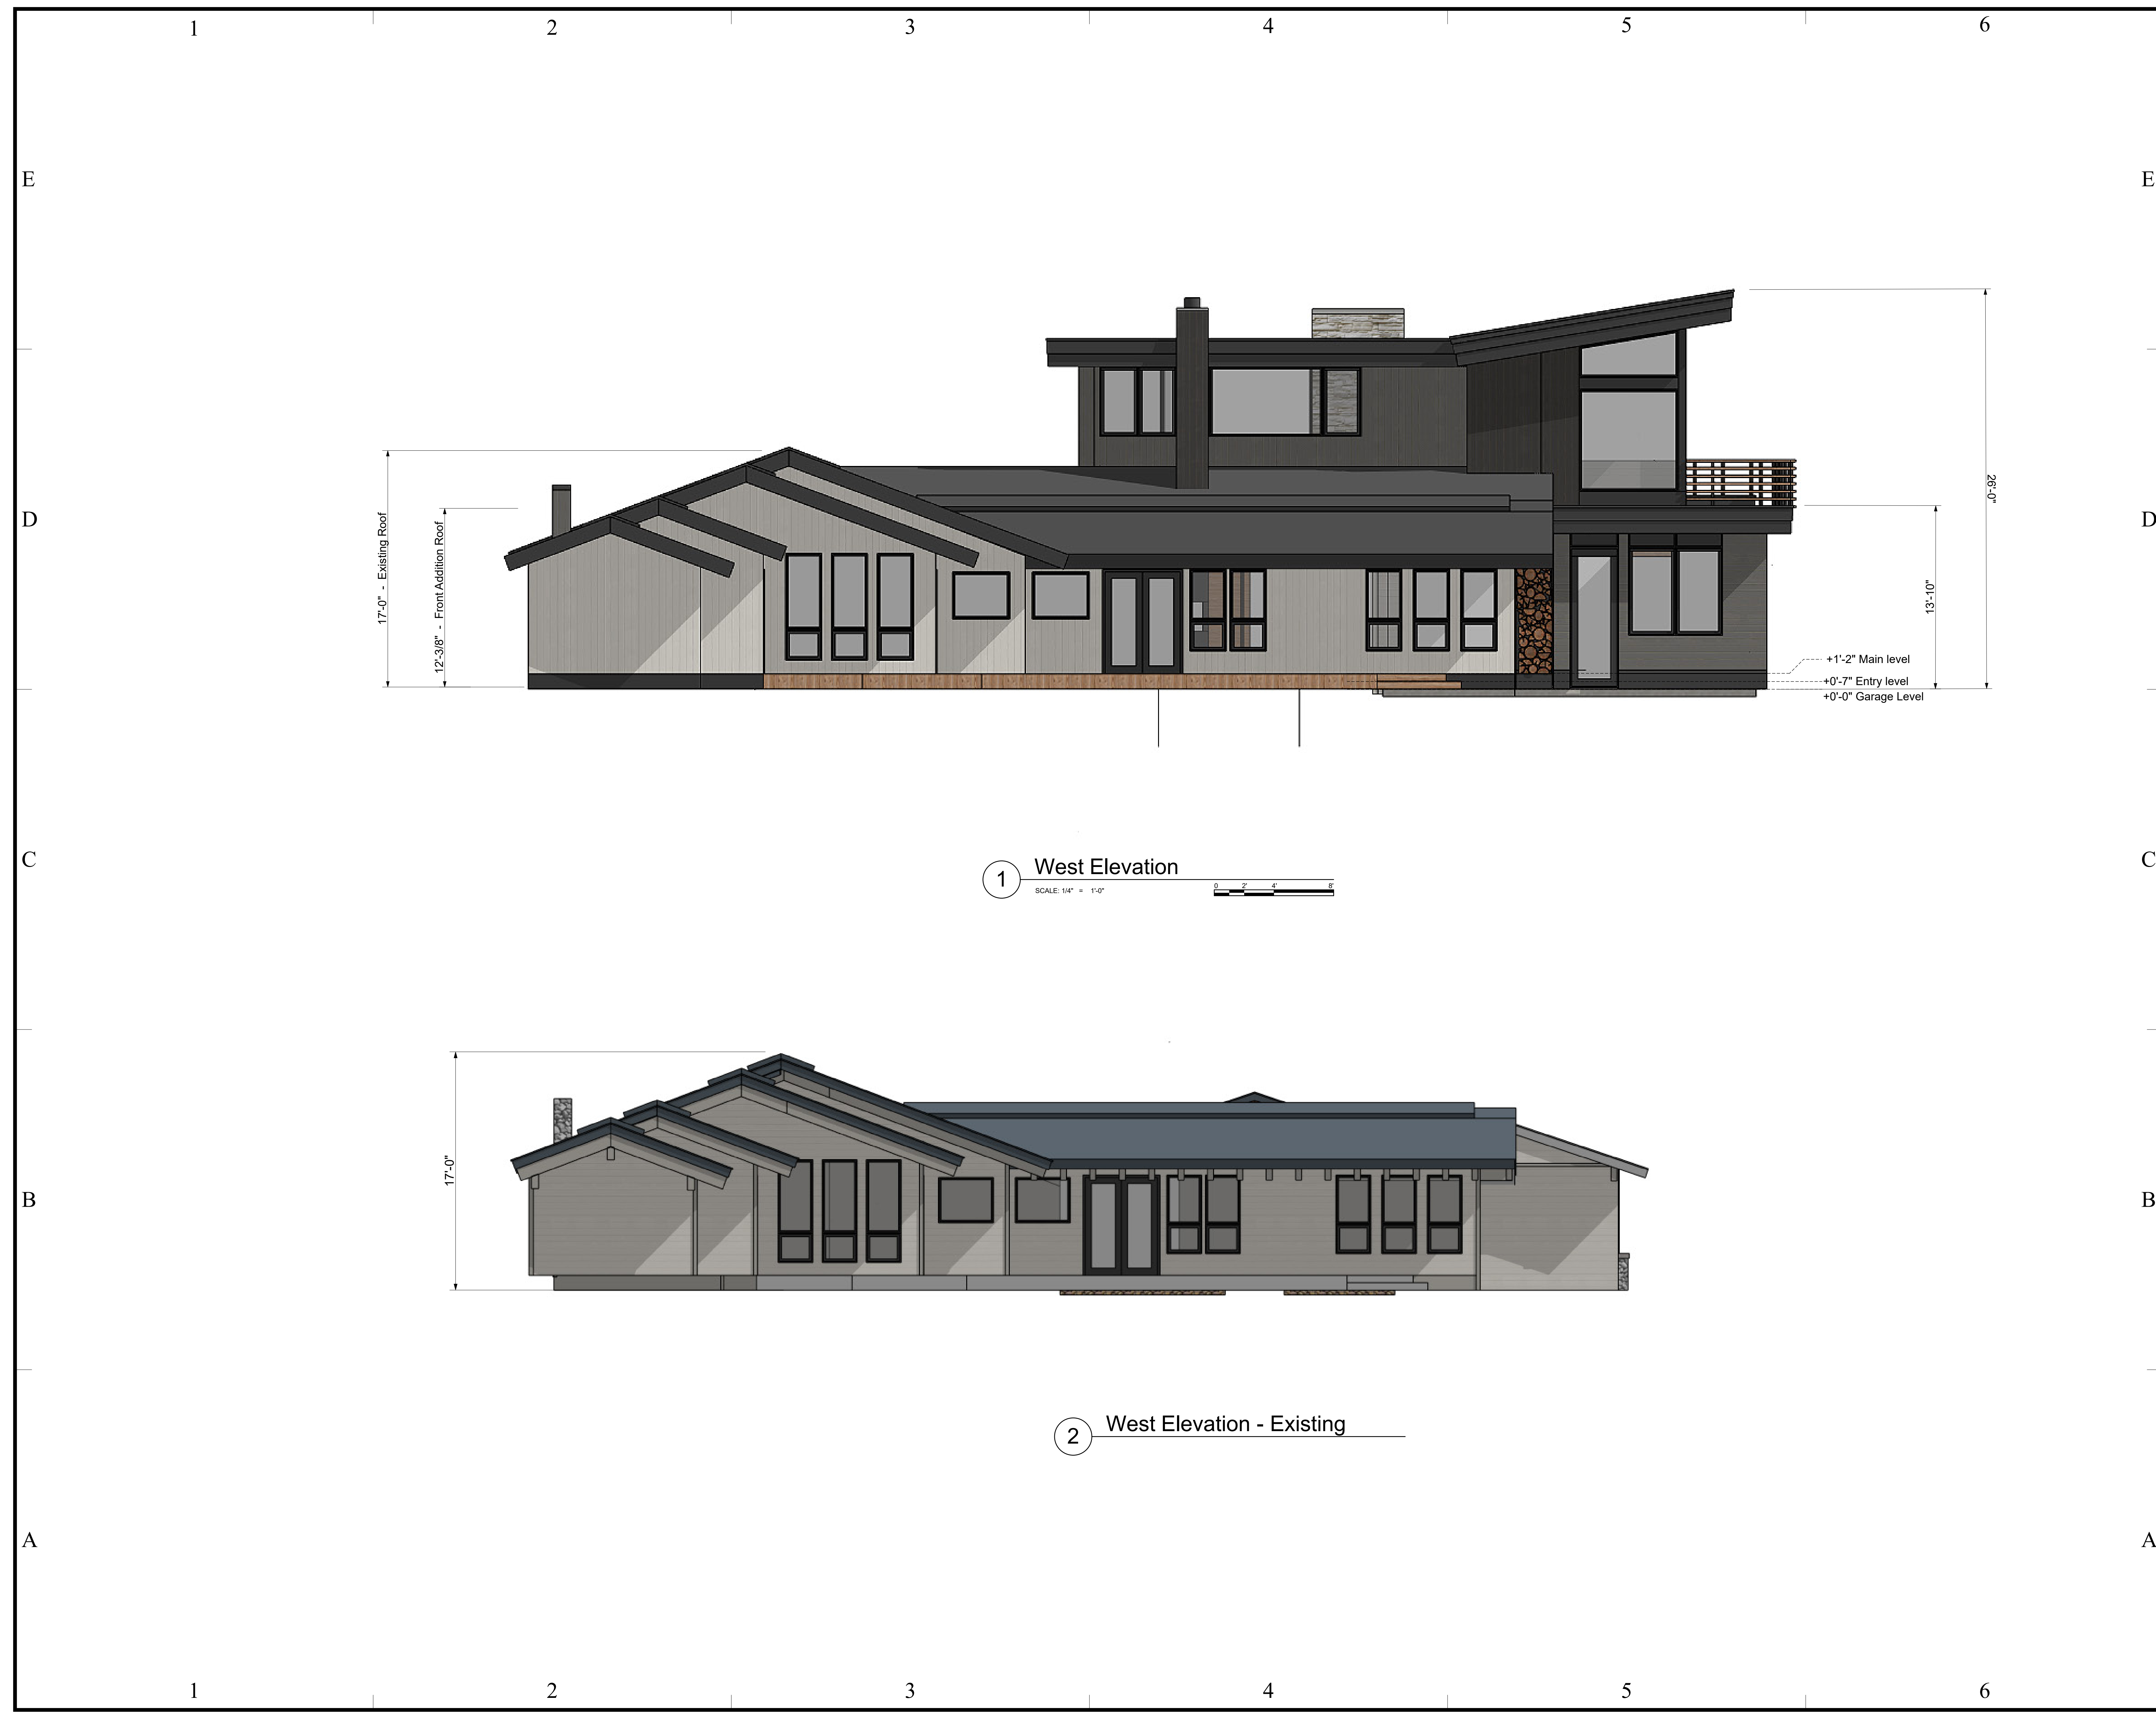 1 2 3 4 5 6
E E
26'-0"
17'-0" - Existing Roof
12'-3/8" - Front Addition Roof
D D
13'-10"
+1'-2" Main level
+0'-7" Entry level
+0'-0" Garage Level
C C
1 West Elevation
SCALE: 1/4" = 1'-0"
0 2' 4' 8'
17'-0"
B B
2 West Elevation - Existing
A A
1 2 3 4 5 6